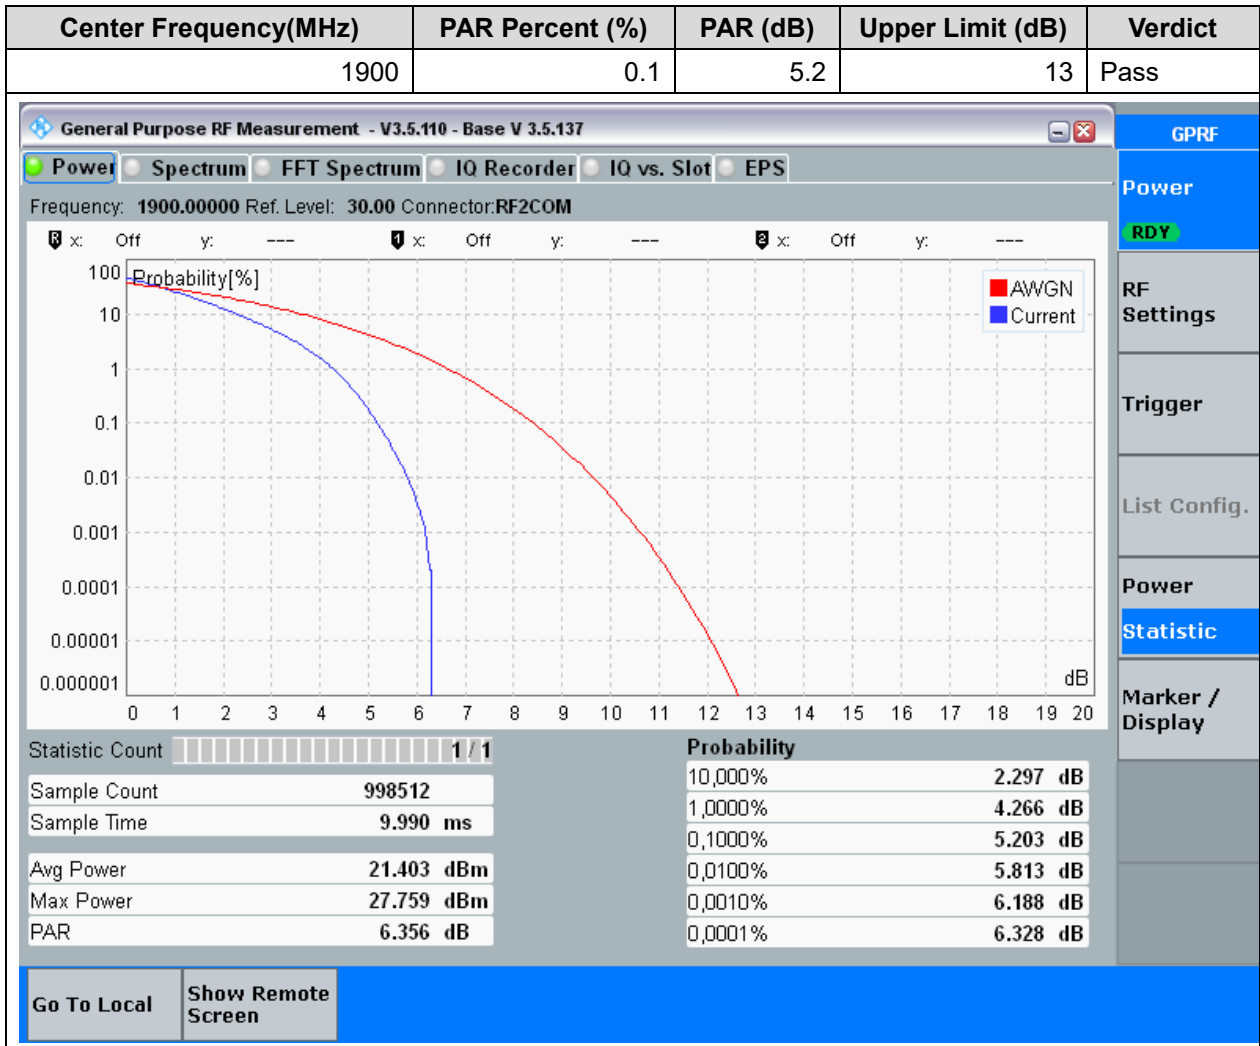 Center Frequency(MHz) PAR Percent (%) PAR (dB) Upper Limit (dB) Verdict
1900 0.1 5.2 13 Pass
General Purpose RF Measurement - V3.5.110 - Base V 3.5.137
GPRF
Power Spectrum FFT Spectrum IQ Recorder IQ vs. Slot EPS
Power
RDY
Frequency: 1900.00000 Ref. Level: 30.00 Connector:RF2COM
R x: Off y: --- 1 x: Off y: --- 2 x: Off y: ---
Probability[%]
AWGN
Current
100
10
1
0.1
0.01
0.001
0.0001
0.00001
0.000001
dB
0 1 2 3 4 5 6 7 8 9 10 11 12 13 14 15 16 17 18 19 20
RF
Settings
Trigger
List Config.
Power
Statistic
Marker /
Display
Statistic Count 1 / 1
Sample Count 998512
Sample Time 9.990 ms
Avg Power 21.403 dBm
Max Power 27.759 dBm
PAR 6.356 dB
Probability
10,000% 2.297 dB
1,0000% 4.266 dB
0,1000% 5.203 dB
0,0100% 5.813 dB
0,0010% 6.188 dB
0,0001% 6.328 dB
Go To Local
Show Remote
Screen